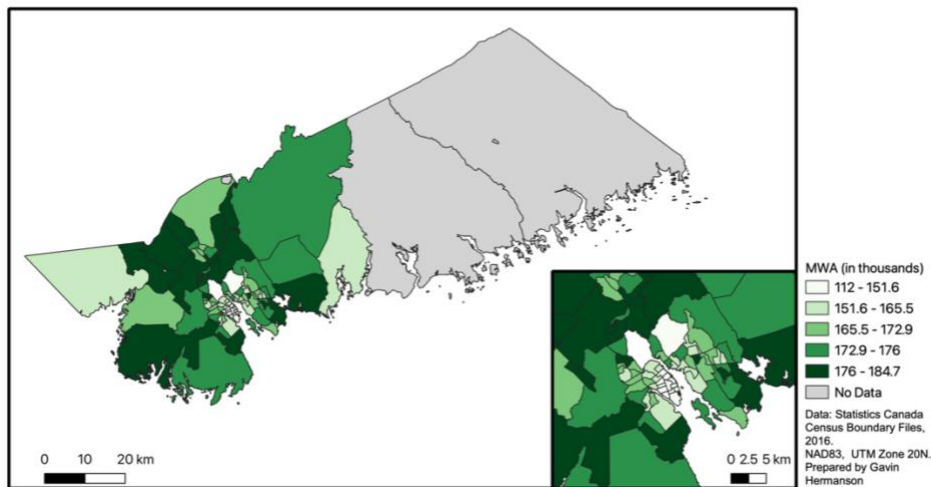 MWA (in thousands)
112 - 151.6
151.6 - 165.5
165.5 - 172.9
172.9 - 176
176 - 184.7
No Data
Data: Statistics Canada
Census Boundary Files,
2016.
NAD83, UTM Zone 20N.
Prepared by Gavin
Hermanson
0 10 20 km
0 2.5 5 km